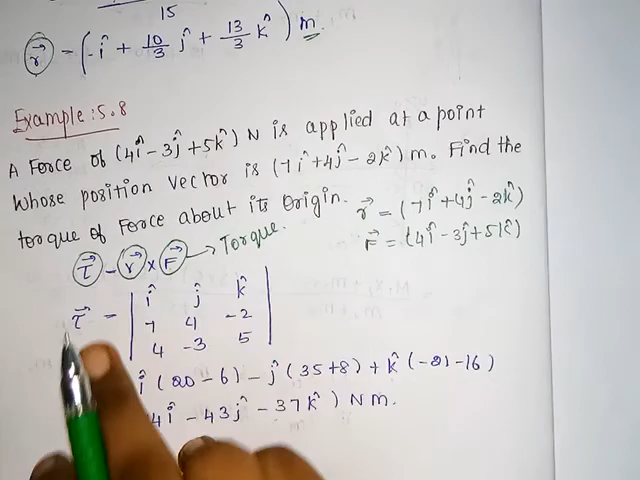 15
r⃗ = (-î + 10/3 ĵ + 13/3 k̂) m.
Example: 5.8
A Force of (4î - 3ĵ + 5k̂) N is applied at a point
whose position vector is (7î + 4ĵ - 2k̂) m. Find the
torque of Force about its Origin.
r⃗ = (7î + 4ĵ - 2k̂)
F⃗ = (4î - 3ĵ + 5k̂)
τ⃗ = r⃗ × F⃗ → Torque.
τ⃗ = | î ĵ k̂ |
7 4 -2
4 -3 5
î (20 - 6) - ĵ (35 + 8) + k̂ (-21 - 16)
4î - 43ĵ - 37k̂) N m.